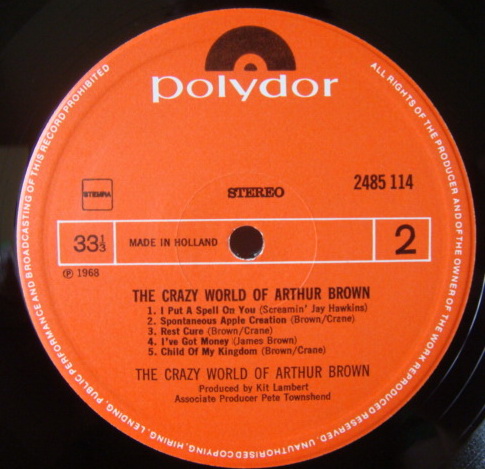 polydor
STEMRA
STEREO
2485 114
33⅓
MADE IN HOLLAND
2
℗ 1968
THE CRAZY WORLD OF ARTHUR BROWN
1. I Put A Spell On You (Screamin' Jay Hawkins)
2. Spontaneous Apple Creation (Brown/Crane)
3. Rest Cure (Brown/Crane)
4. I've Got Money (James Brown)
5. Child Of My Kingdom (Brown/Crane)
THE CRAZY WORLD OF ARTHUR BROWN
Produced by Kit Lambert
Associate Producer Pete Townshend
ALL RIGHTS OF THE PRODUCER AND OF THE OWNER OF THE WORK REPRODUCED RESERVED. UNAUTHORISED COPYING, HIRING, LENDING, PUBLIC PERFORMANCE AND BROADCASTING OF THIS RECORD PROHIBITED